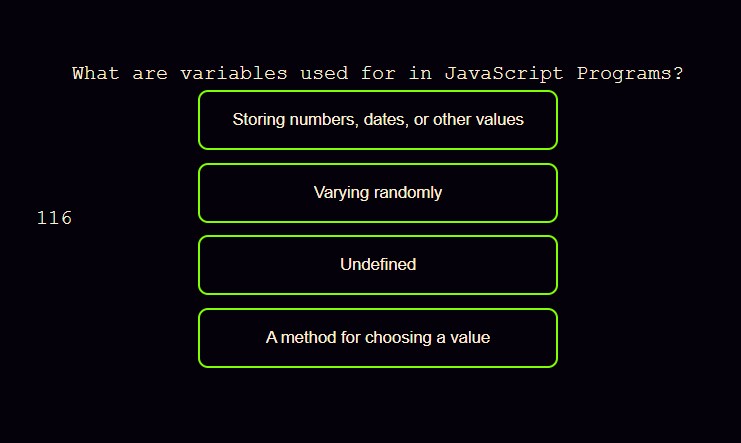 What are variables used for in JavaScript Programs?
Storing numbers, dates, or other values
Varying randomly
116
Undefined
A method for choosing a value